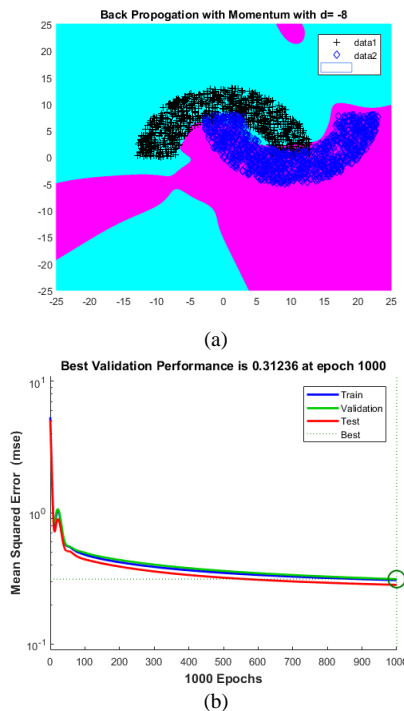 Back Propogation with Momentum with d= -8
25
20
15
10
5
0
-5
-10
-15
-20
-25
data1
data2
-25 -20 -15 -10 -5 0 5 10 15 20 25
(a)
Best Validation Performance is 0.31236 at epoch 1000
Mean Squared Error (mse)
10^1
10^0
10^-1
Train
Validation
Test
Best
0 100 200 300 400 500 600 700 800 900 1000
1000 Epochs
(b)